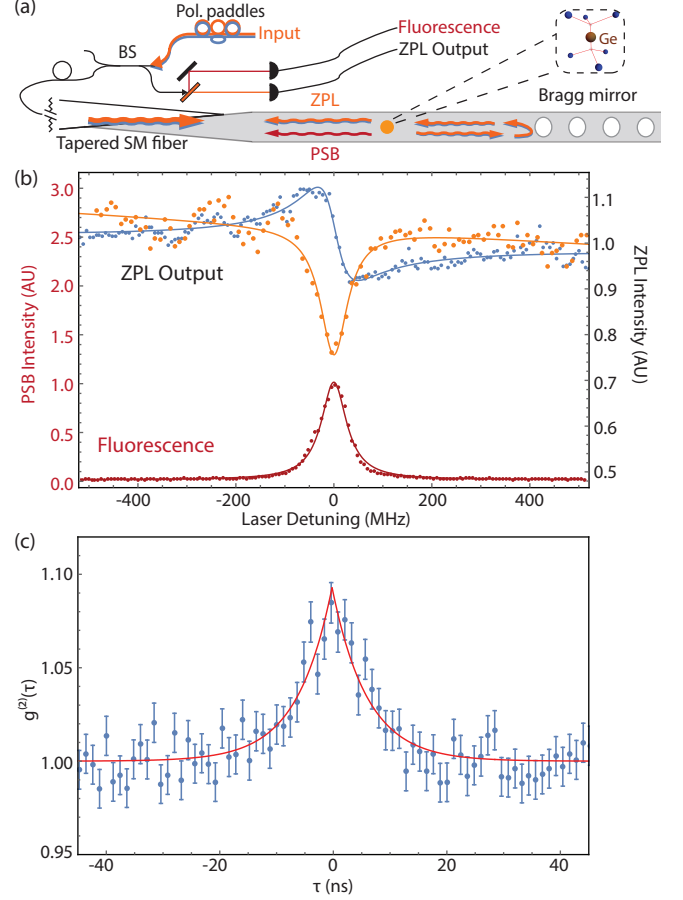 (a)
Pol. paddles
Input
BS
Fluorescence
ZPL Output
Ge
ZPL
Bragg mirror
Tapered SM fiber
PSB
(b)
3.0
2.5
2.0
1.5
1.0
0.5
0.0
PSB Intensity (AU)
ZPL Output
Fluorescence
1.1
1.0
0.9
0.8
0.7
0.6
0.5
ZPL Intensity (AU)
-400 -200 0 200 400
Laser Detuning (MHz)
(c)
1.10
1.05
1.00
0.95
g(2)(τ)
-40 -20 0 20 40
τ (ns)